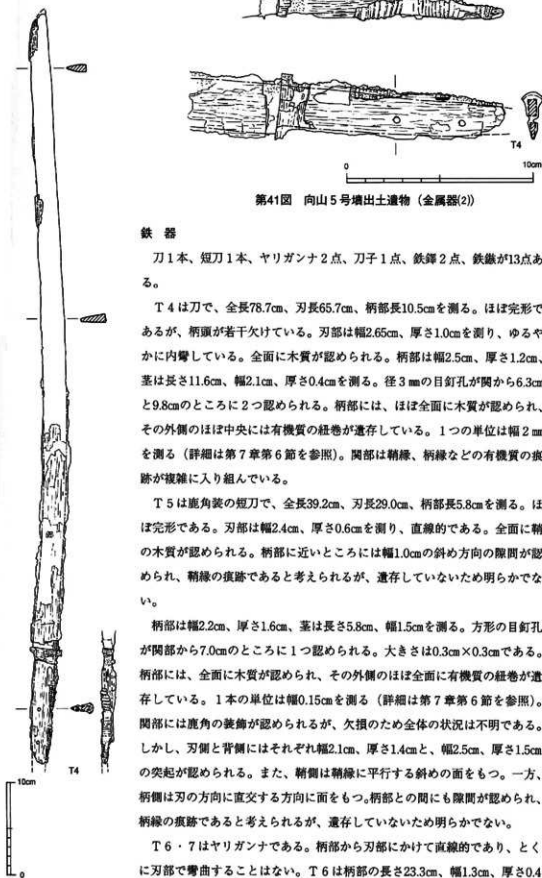 T4
0
10cm
第41図 向山5号墳出土遺物(金属器(2))
鉄 器
刀1本、短刀1本、ヤリガンナ2点、刀子1点、鉄鐸2点、鉄鏃が13点あ
る。
T4は刀で、全長78.7cm、刃長65.7cm、柄部長10.5cmを測る。ほぼ完形で
あるが、柄頭が若干欠けている。刃部は幅2.65cm、厚さ1.0cmを測り、ゆるや
かに内彎している。全面に木質が認められる。柄部は幅2.5cm、厚さ1.2cm、
茎は長さ11.6cm、幅2.1cm、厚さ0.4cmを測る。径3mmの目釘孔が関から6.3cm
と9.8cmのところに2つ認められる。柄部には、ほぼ全面に木質が認められ、
その外側のほぼ中央には有機質の紐巻が遺存している。1つの単位は幅2mm
を測る(詳細は第7章第6節を参照)。関部は鞘縁、柄縁などの有機質の痕
跡が複雑に入り組んでいる。
T5は鹿角装の短刀で、全長39.2cm、刃長29.0cm、柄部長5.8cmを測る。ほ
ぼ完形である。刃部は幅2.4cm、厚さ0.6cmを測り、直線的である。全面に鞘
の木質が認められる。柄部に近いところには幅1.0cmの斜め方向の隙間が認
められ、鞘縁の痕跡であると考えられるが、遺存していないため明らかでな
い。
柄部は幅2.2cm、厚さ1.6cm、茎は長さ5.8cm、幅1.5cmを測る。方形の目釘孔
が関部から7.0cmのところに1つ認められる。大きさは0.3cm×0.3cmである。
柄部には、全面に木質が認められ、その外側のほぼ全面に有機質の紐巻が遺
存している。1本の単位は幅0.15cmを測る(詳細は第7章第6節を参照)。
関部には鹿角の装飾が認められるが、欠損のため全体の状況は不明である。
しかし、刃側と背側にはそれぞれ幅2.1cm、厚さ1.4cmと、幅2.5cm、厚さ1.5cm
の突起が認められる。また、鞘側は鞘縁に平行する斜めの面をもつ。一方、
柄側は刃の方向に直交する方向に面をもつ。柄部との間にも隙間が認められ、
柄縁の痕跡であると考えられるが、遺存していないため明らかでない。
T6・7はヤリガンナである。柄部から刃部にかけて直線的であり、とく
に刃部で彎曲することはない。T6は柄部の長さ23.3cm、幅1.3cm、厚さ0.4
T4
10cm
0